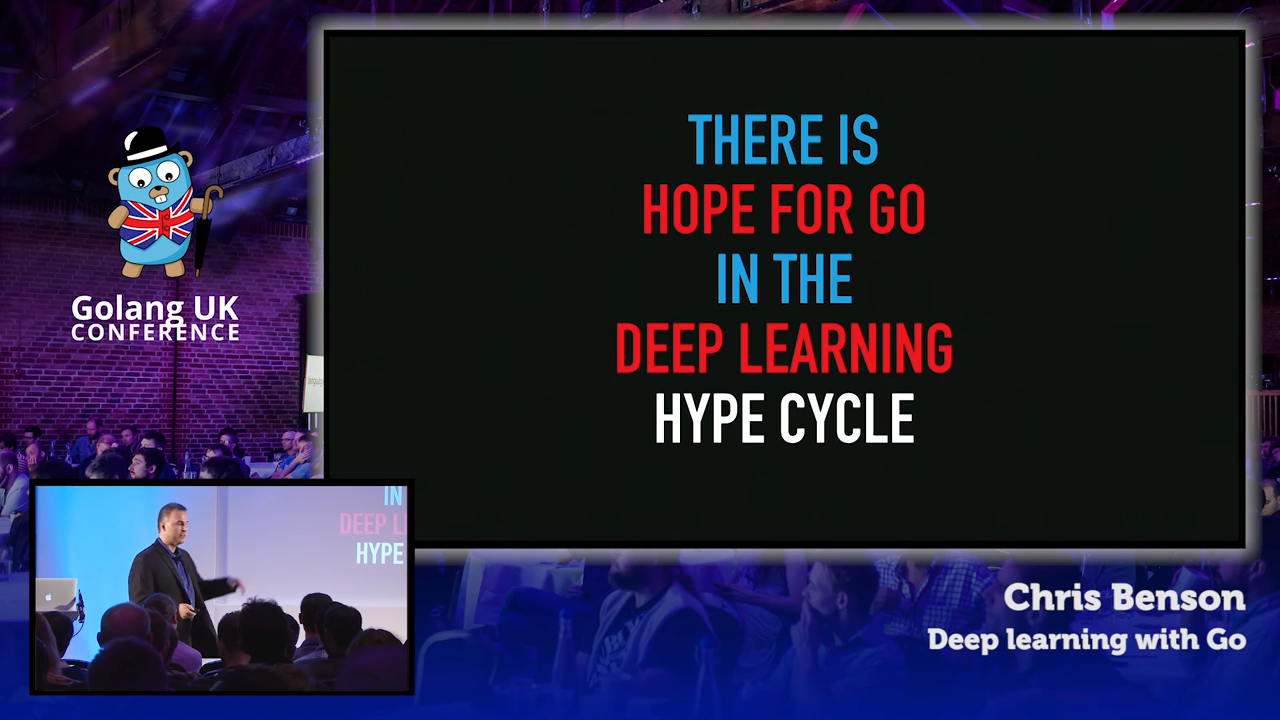 THERE IS
HOPE FOR GO
IN THE
DEEP LEARNING
HYPE CYCLE
Golang UK
CONFERENCE
IN
DEEP L
HYPE
Chris Benson
Deep learning with Go